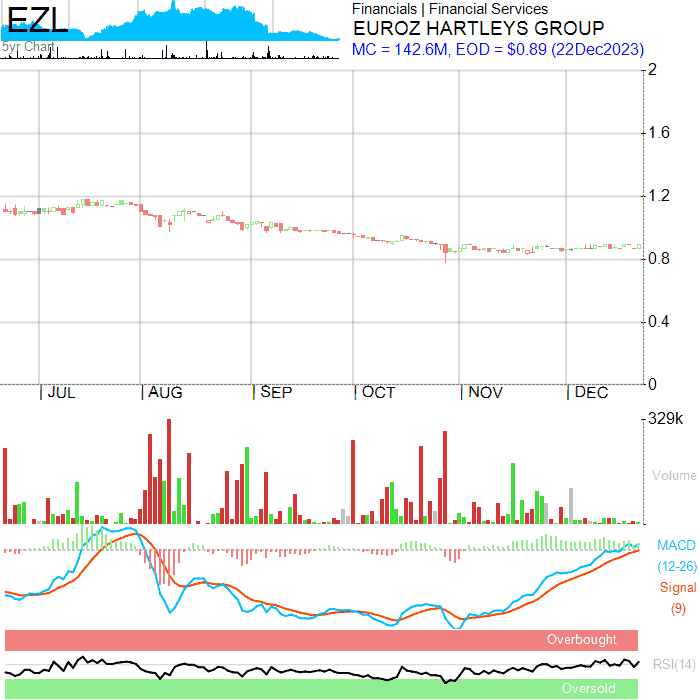 EZL
5yr Chart
Financials | Financial Services
EUROZ HARTLEYS GROUP
MC = 142.6M, EOD = $0.89 (22Dec2023)
2
1.6
1.2
0.8
0.4
0
JUL AUG SEP OCT NOV DEC
329k
Volume
MACD
(12-26)
Signal
(9)
Overbought
RSI(14)
Oversold